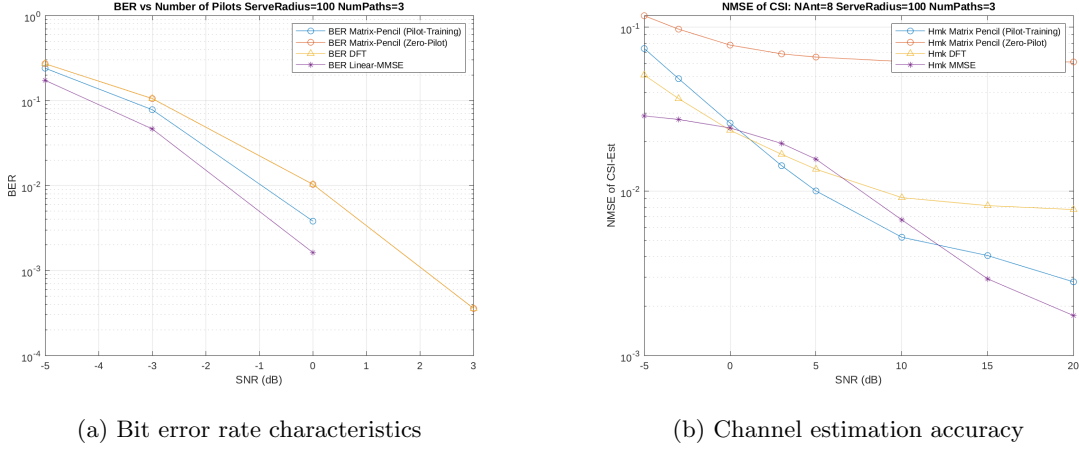 BER vs Number of Pilots ServeRadius=100 NumPaths=3
BER Matrix-Pencil (Pilot-Training)
BER Matrix-Pencil (Zero-Pilot)
BER DFT
BER Linear-MMSE
10^0
10^-1
10^-2
10^-3
10^-4
BER
-5 -4 -3 -2 -1 0 1 2 3
SNR (dB)
(a) Bit error rate characteristics
NMSE of CSI: NAnt=8 ServeRadius=100 NumPaths=3
Hmk Matrix Pencil (Pilot-Training)
Hmk Matrix Pencil (Zero-Pilot)
Hmk DFT
Hmk MMSE
10^-1
10^-2
10^-3
NMSE of CSI-Est
-5 0 5 10 15 20
SNR (dB)
(b) Channel estimation accuracy